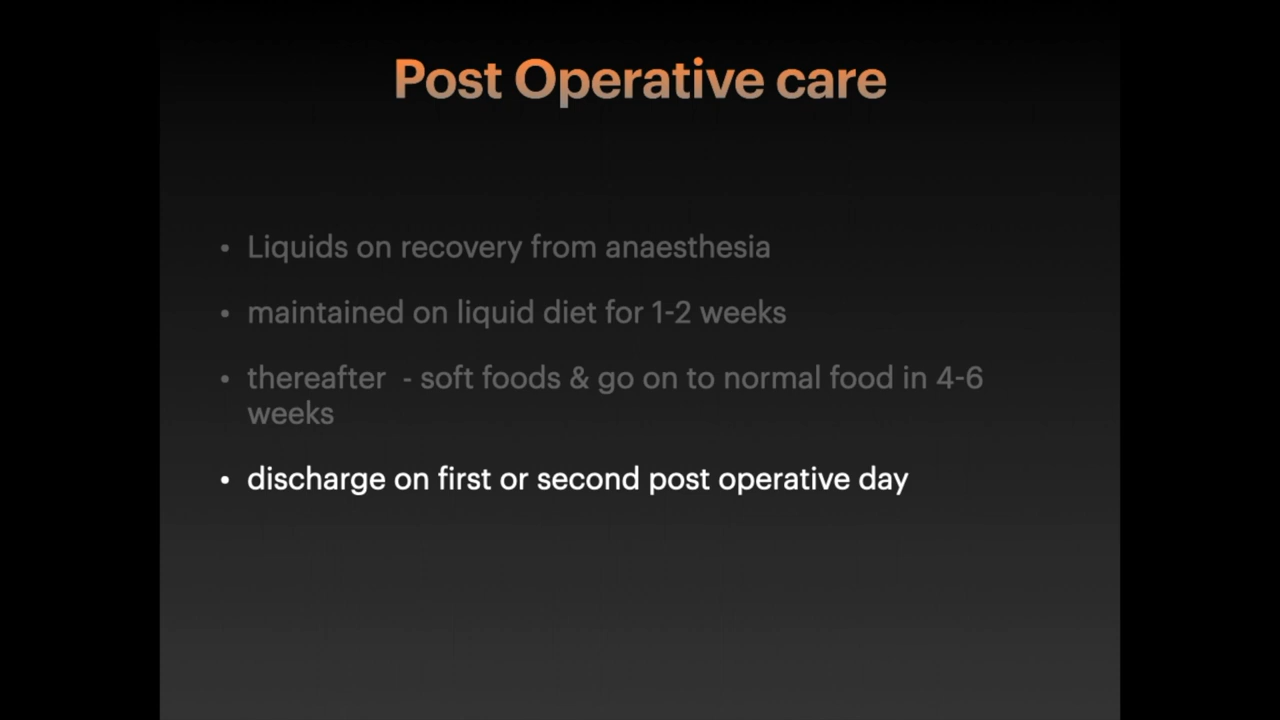 Post Operative care
• Liquids on recovery from anaesthesia
• maintained on liquid diet for 1-2 weeks
• thereafter - soft foods & go on to normal food in 4-6
weeks
• discharge on first or second post operative day